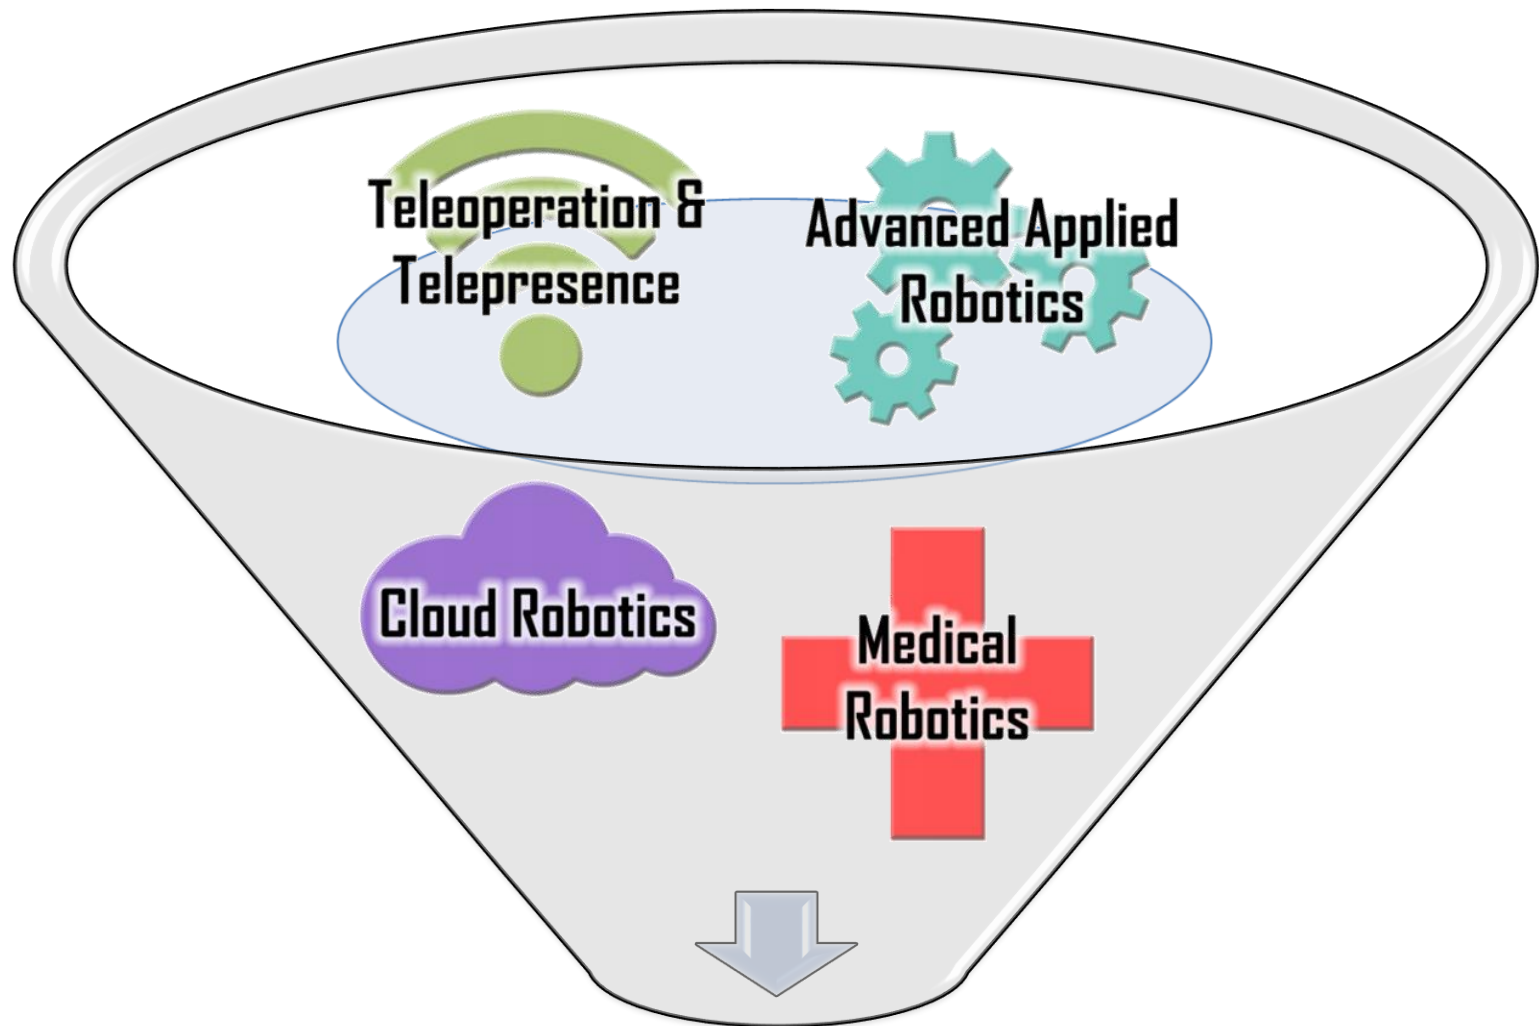 Teleoperation &
Telepresence
Advanced Applied
Robotics
Cloud Robotics
Medical
Robotics